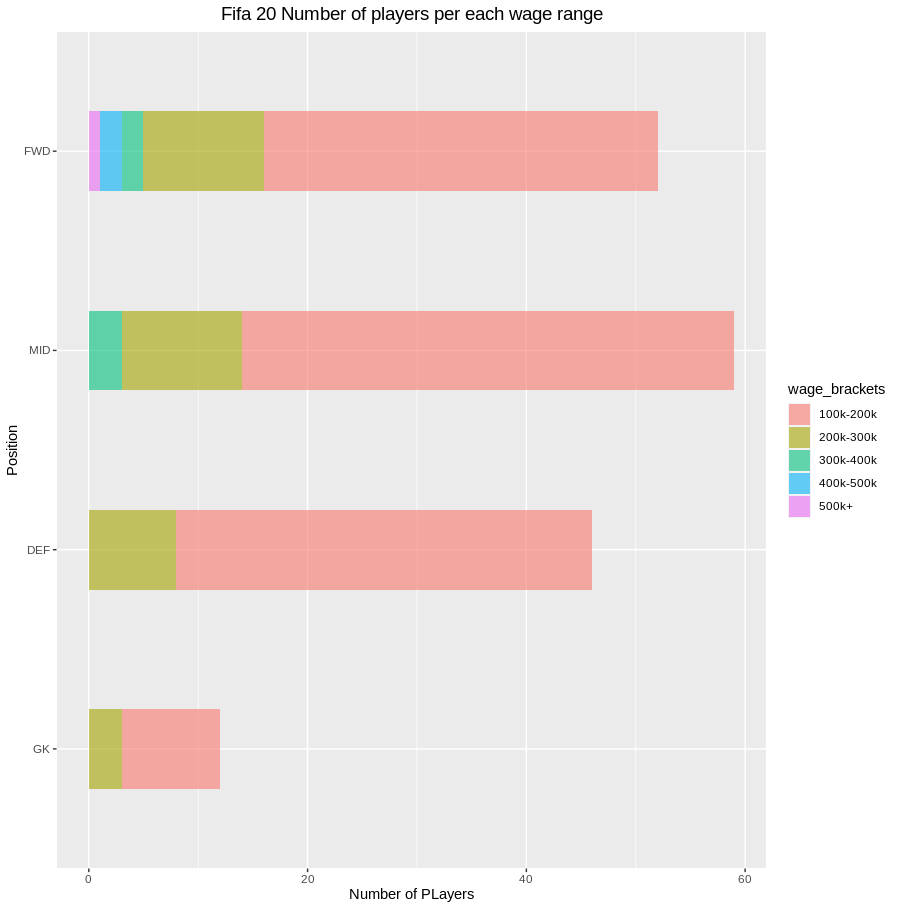 Fifa 20 Number of players per each wage range
FWD
MID
DEF
GK
Position
0
20
40
60
Number of PLayers
wage_brackets
100k-200k
200k-300k
300k-400k
400k-500k
500k+